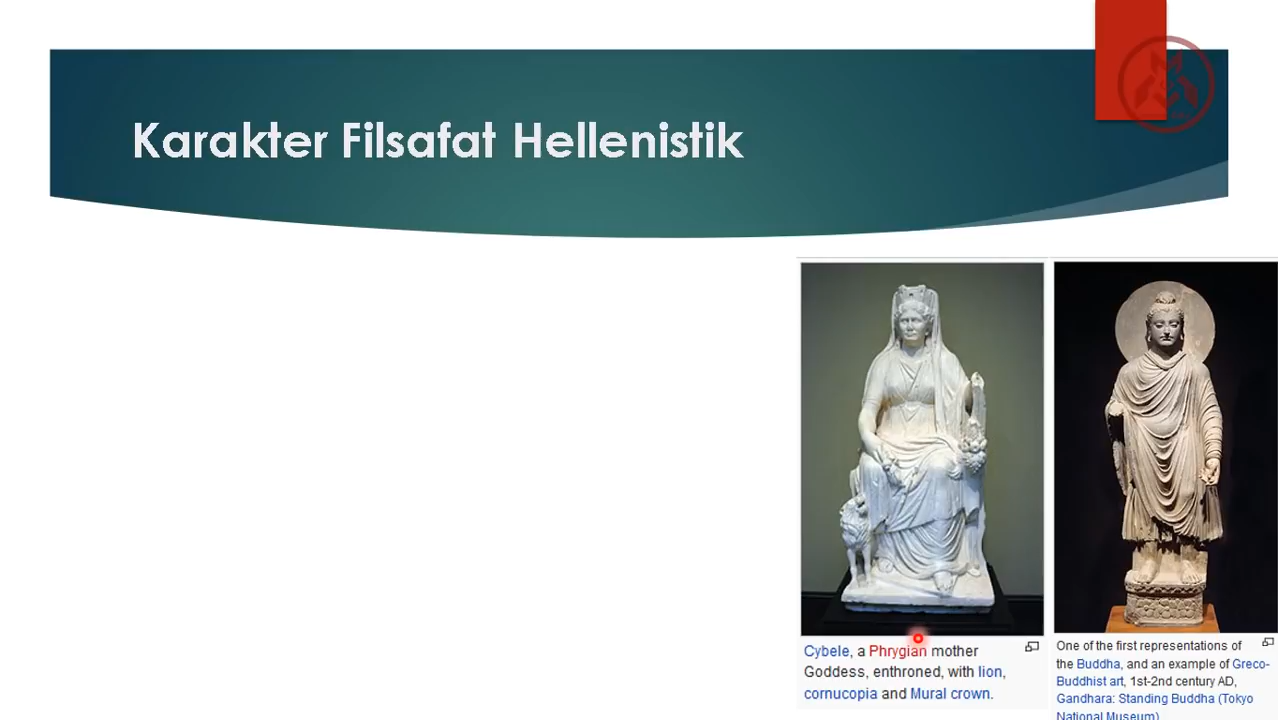 Karakter Filsafat Hellenistik
Cybele, a Phrygian mother
Goddess, enthroned, with lion,
cornucopia and Mural crown.
One of the first representations of
the Buddha, and an example of Greco-
Buddhist art, 1st-2nd century AD,
Gandhara: Standing Buddha (Tokyo
National Museum)